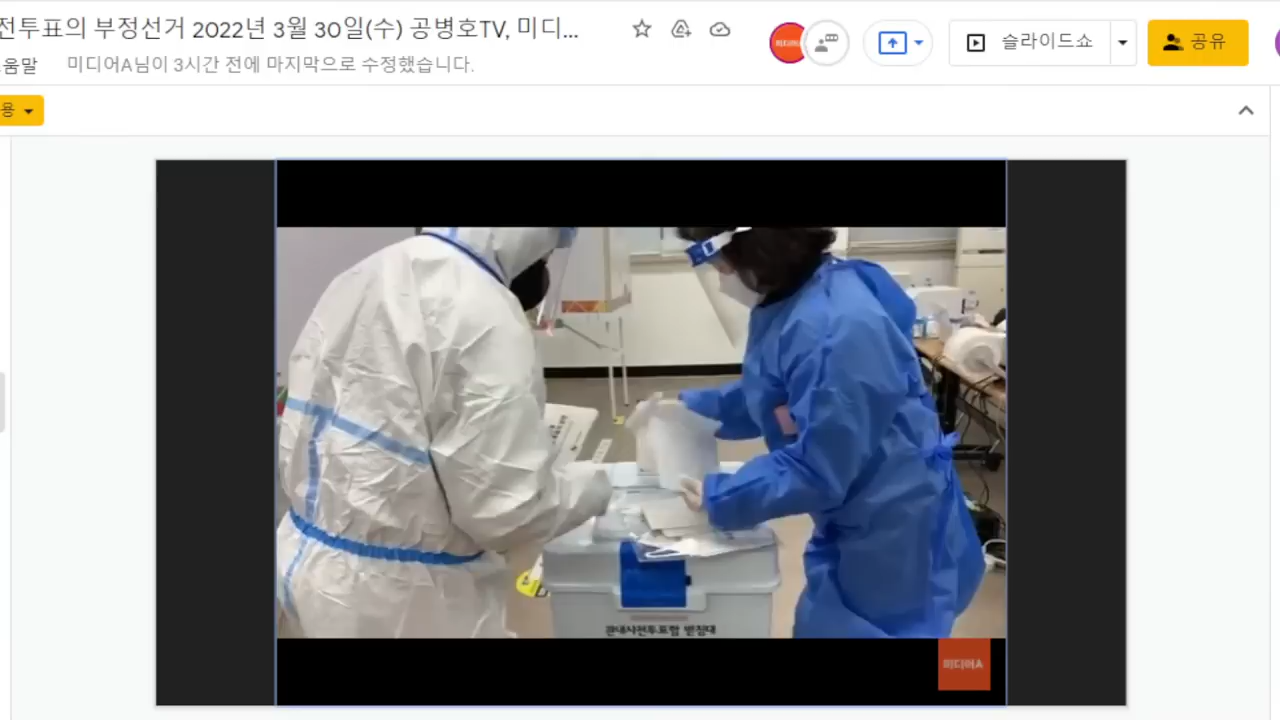 전투표의 부정선거 2022년 3월 30일(수) 공병호TV, 미디...
슬라이드쇼
공유
움말
미디어A님이 3시간 전에 마지막으로 수정했습니다.
용
관내사전투표함 받침대
미디어A